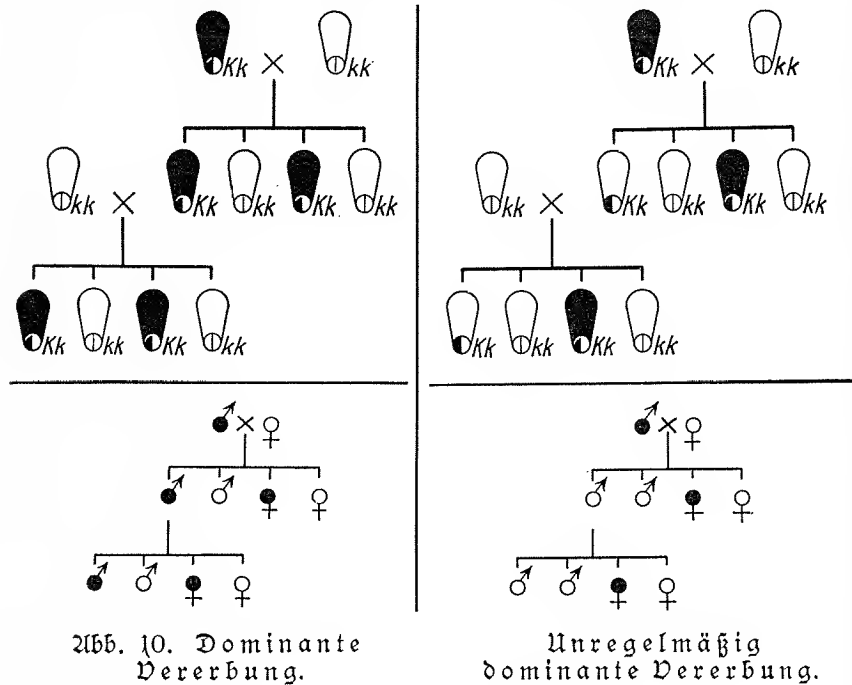 Kk × kk
Kk kk Kk kk
kk ×
Kk kk Kk kk
♂ × ♀
♂ ♂ ♀ ♀
♂ ♂ ♀ ♀
Abb. 10. Dominante
Vererbung.
Kk × kk
Kk kk Kk kk
kk ×
Kk kk Kk kk
♂ × ♀
♂ ♂ ♀ ♀
♂ ♂ ♀ ♀
Unregelmäßig
dominante Vererbung.